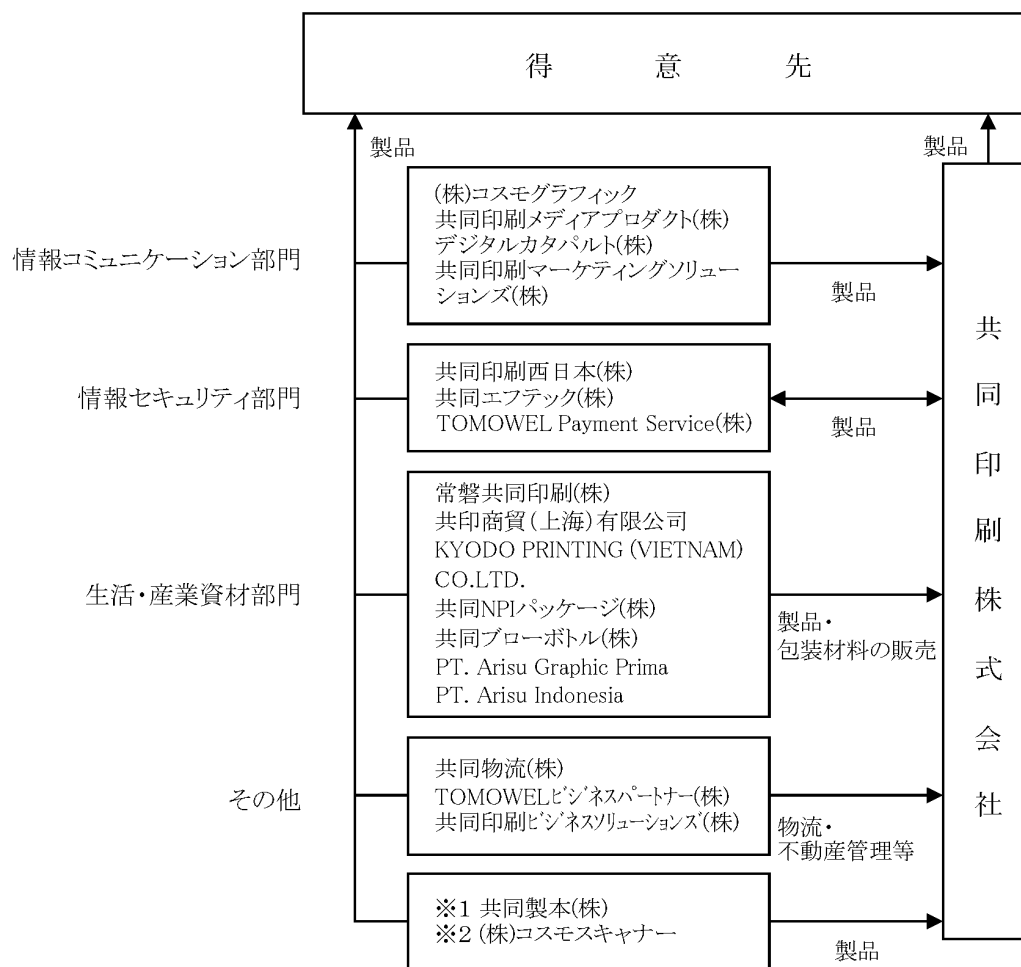 得意先
製品
製品
(株)コスモグラフィック
共同印刷メディアプロダクト(株)
デジタルカタパルト(株)
共同印刷マーケティングソリュー
ションズ(株)
情報コミュニケーション部門
製品
共同印刷西日本(株)
共同エフテック(株)
TOMOWEL Payment Service(株)
情報セキュリティ部門
製品
常磐共同印刷(株)
共印商貿(上海)有限公司
KYODO PRINTING (VIETNAM)
CO.LTD.
共同NPIパッケージ(株)
共同ブローボトル(株)
PT. Arisu Graphic Prima
PT. Arisu Indonesia
生活・産業資材部門
製品・
包装材料の販売
共同物流(株)
TOMOWELビジネスパートナー(株)
共同印刷ビジネスソリューションズ(株)
その他
物流・
不動産管理等
※1 共同製本(株)
※2 (株)コスモスキャナー
製品
共同印刷株式会社